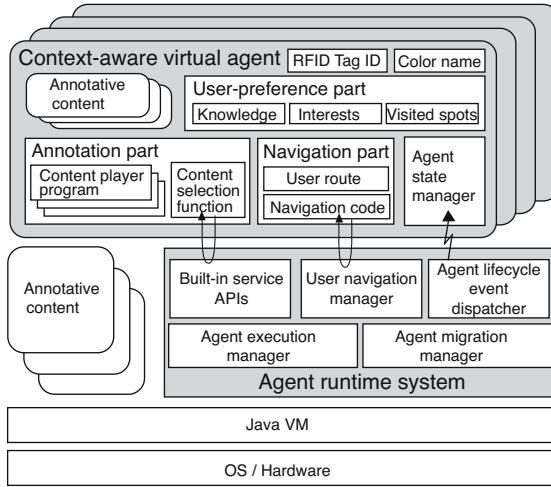 Context-aware virtual agent
RFID Tag ID
Color name
Annotative
content
User-preference part
Knowledge
Interests
Visited spots
Annotation part
Content player
program
Content
selection
function
Navigation part
User route
Navigation code
Agent
state
manager
Annotative
content
Built-in service
APIs
User navigation
manager
Agent lifecycle
event
dispatcher
Agent execution
manager
Agent migration
manager
Agent runtime system
Java VM
OS / Hardware